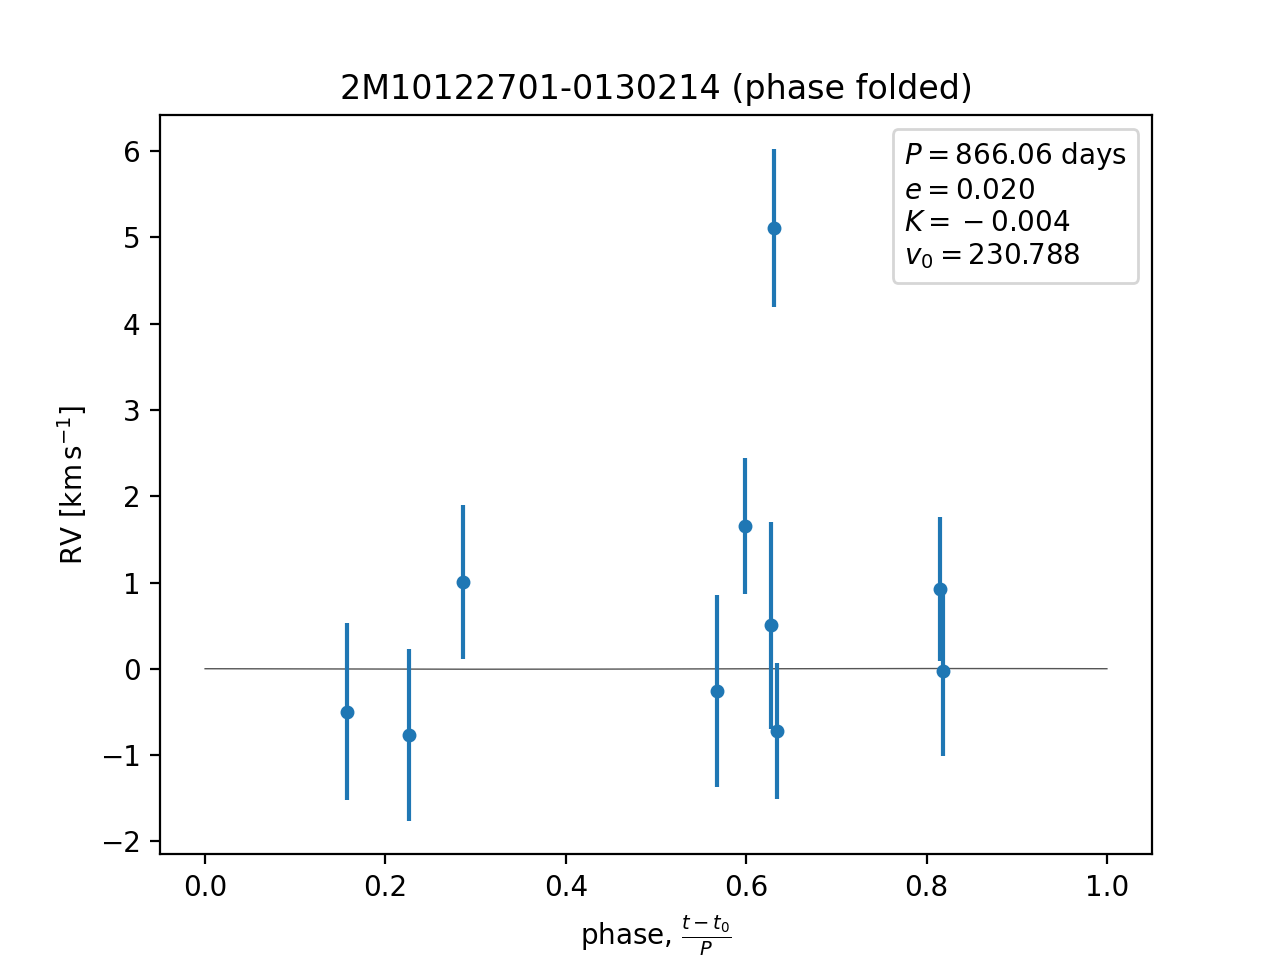 2M10122701-0130214 (phase folded)
P = 866.06 days
e = 0.020
K = −0.004
v₀ = 230.788
RV [km s⁻¹]
6
5
4
3
2
1
0
−1
−2
0.0 0.2 0.4 0.6 0.8 1.0
phase, (t − t₀)/P